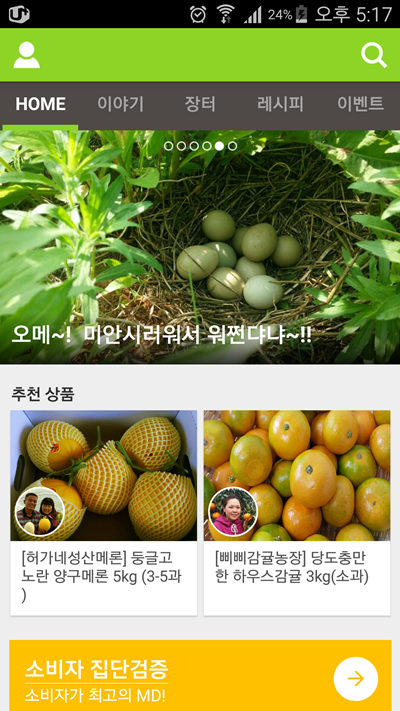 24% 오후 5:17
HOME 이야기 장터 레시피 이벤트
오메~! 미안시러워서 워쩐댜냐~!!
추천 상품
[허가네성산메론] 둥글고
노란 양구메론 5kg (3-5과
)
[삐삐감귤농장] 당도충만
한 하우스감귤 3kg(소과)
소비자 집단검증
소비자가 최고의 MD!